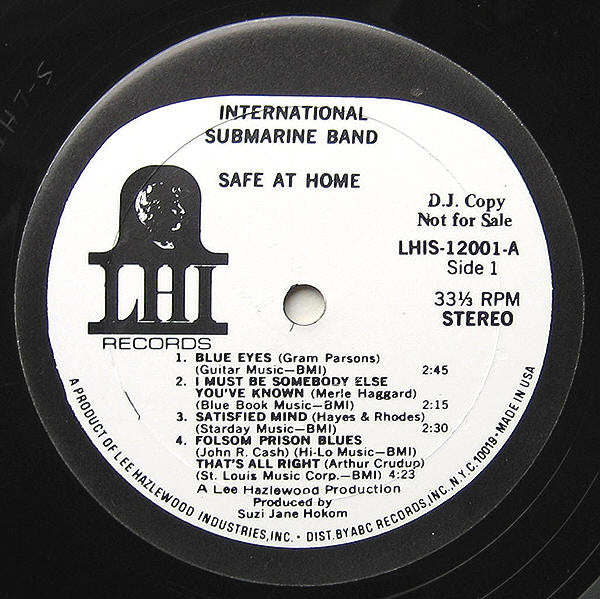 INTERNATIONAL
SUBMARINE BAND
SAFE AT HOME
D.J. Copy
Not for Sale
LHIS-12001-A
Side 1
33⅓ RPM
STEREO
LHI
RECORDS
1. BLUE EYES (Gram Parsons)
(Guitar Music—BMI) 2:45
2. I MUST BE SOMEBODY ELSE
YOU'VE KNOWN (Merle Haggard)
(Blue Book Music—BMI) 2:15
3. SATISFIED MIND (Hayes & Rhodes)
(Starday Music—BMI) 2:30
4. FOLSOM PRISON BLUES
(John R. Cash) (Hi-Lo Music—BMI)
THAT'S ALL RIGHT (Arthur Crudup)
(St. Louis Music Corp.—BMI) 4:23
A Lee Hazlewood Production
Produced by
Suzi Jane Hokom
A PRODUCT OF LEE HAZLEWOOD INDUSTRIES, INC. • DIST. BY ABC RECORDS, INC., N.Y.C. 10019 • MADE IN USA